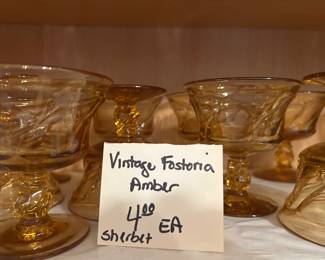 Vintage Fostoria
Amber
4.00 EA
Sherbet